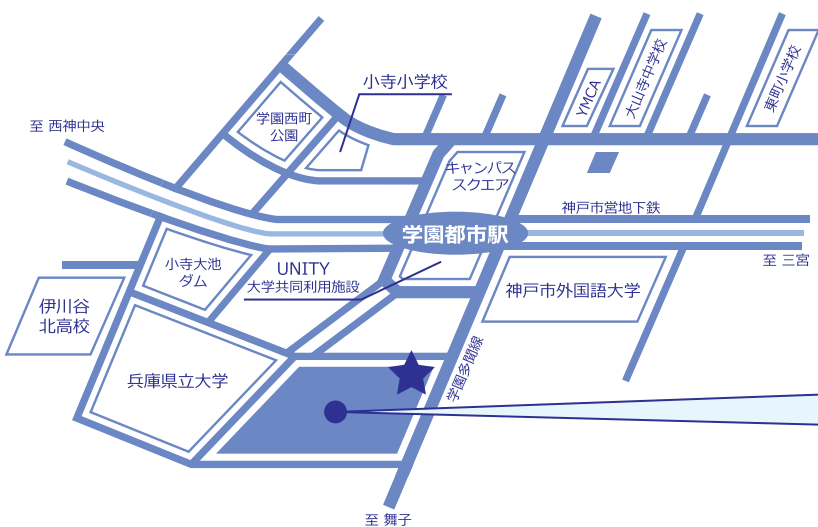 小寺小学校
YMCA
大山寺中学校
東町小学校
学園西町
公園
至 西神中央
キャンパス
スクエア
神戸市営地下鉄
学園都市駅
至 三宮
小寺大池
ダム
UNITY
大学共同利用施設
神戸市外国語大学
伊川谷
北高校
学園多聞線
兵庫県立大学
至 舞子